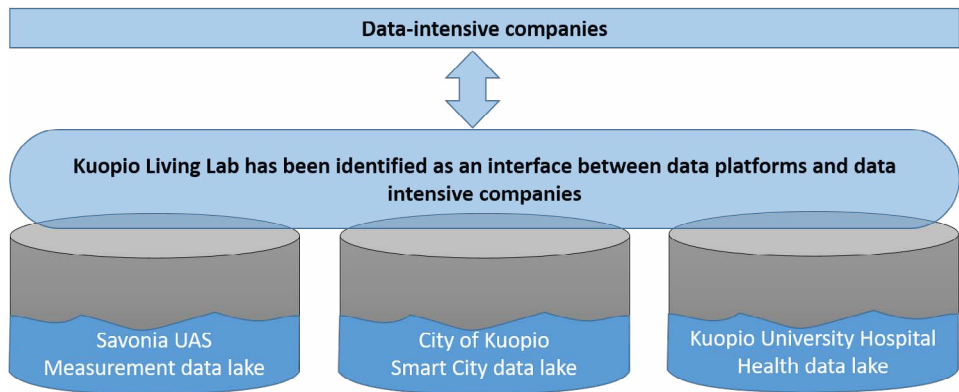 Data-intensive companies
Kuopio Living Lab has been identified as an interface between data platforms and data
intensive companies
Savonia UAS
Measurement data lake
City of Kuopio
Smart City data lake
Kuopio University Hospital
Health data lake